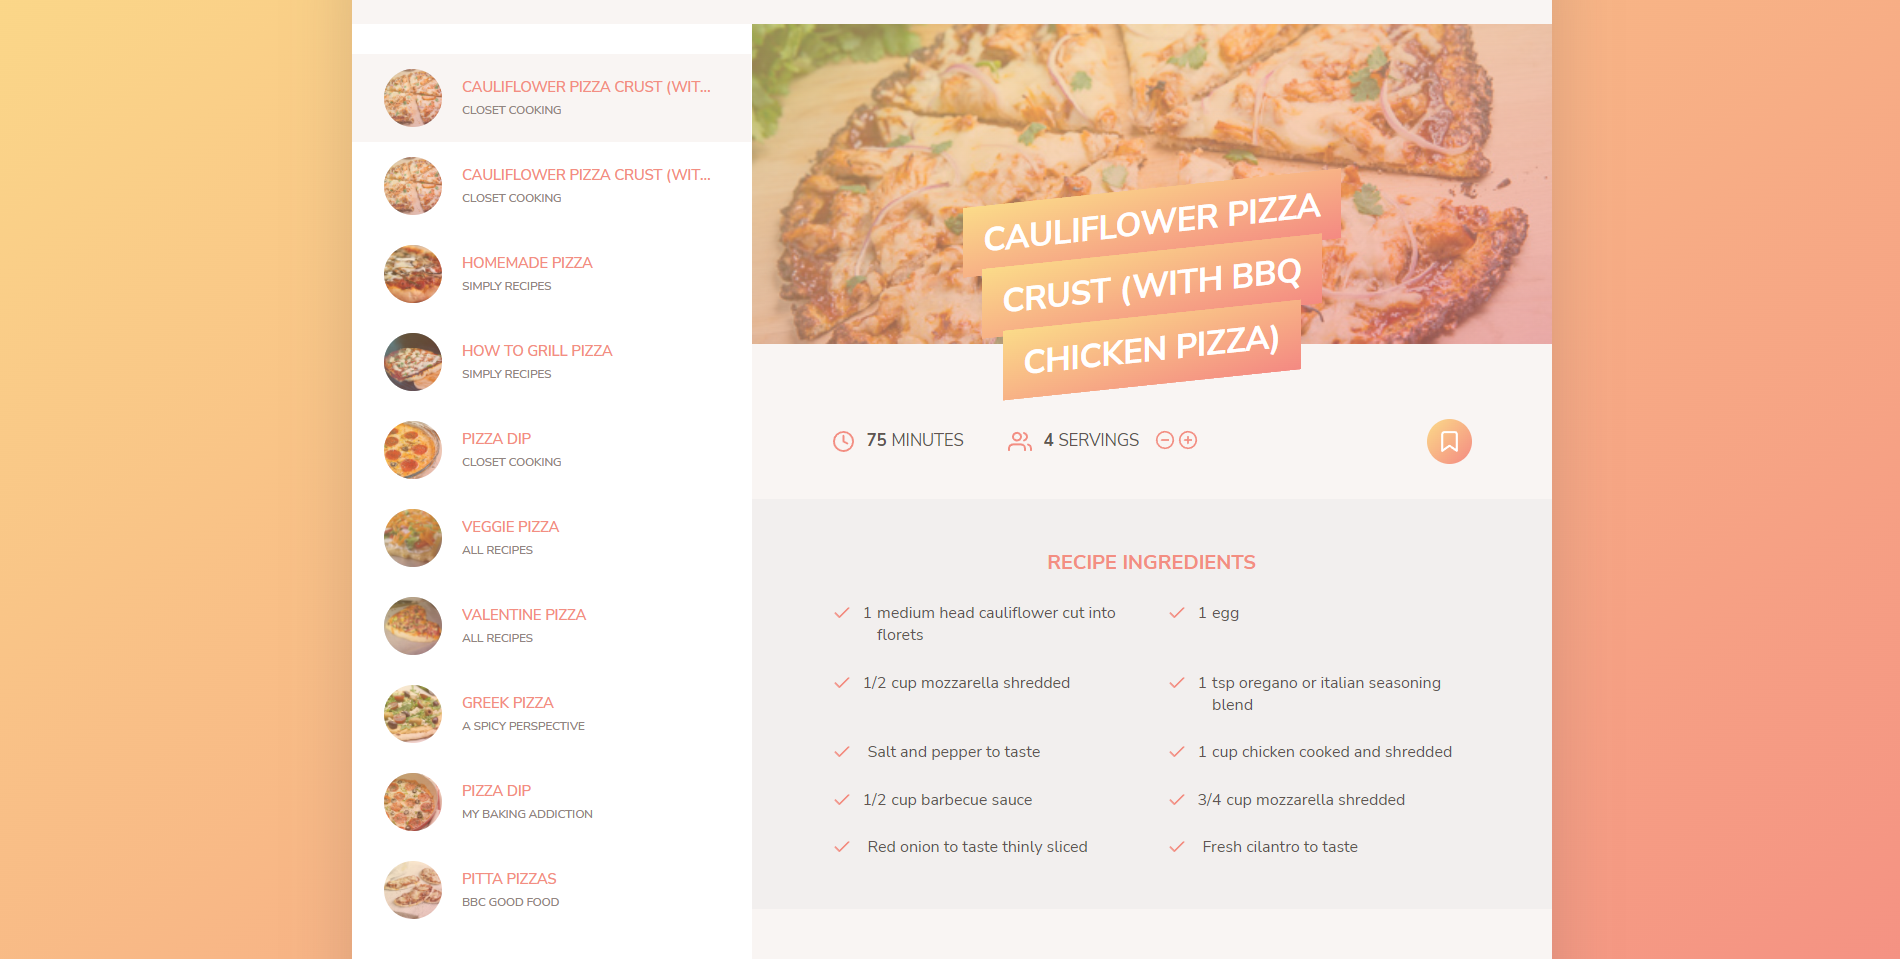 CAULIFLOWER PIZZA CRUST (WIT...
CLOSET COOKING
CAULIFLOWER PIZZA CRUST (WIT...
CLOSET COOKING
HOMEMADE PIZZA
SIMPLY RECIPES
HOW TO GRILL PIZZA
SIMPLY RECIPES
PIZZA DIP
CLOSET COOKING
VEGGIE PIZZA
ALL RECIPES
VALENTINE PIZZA
ALL RECIPES
GREEK PIZZA
A SPICY PERSPECTIVE
PIZZA DIP
MY BAKING ADDICTION
PITTA PIZZAS
BBC GOOD FOOD
CAULIFLOWER PIZZA
CRUST (WITH BBQ
CHICKEN PIZZA)
75 MINUTES
4 SERVINGS
RECIPE INGREDIENTS
1 medium head cauliflower cut into
florets
1 egg
1/2 cup mozzarella shredded
1 tsp oregano or italian seasoning
blend
Salt and pepper to taste
1 cup chicken cooked and shredded
1/2 cup barbecue sauce
3/4 cup mozzarella shredded
Red onion to taste thinly sliced
Fresh cilantro to taste